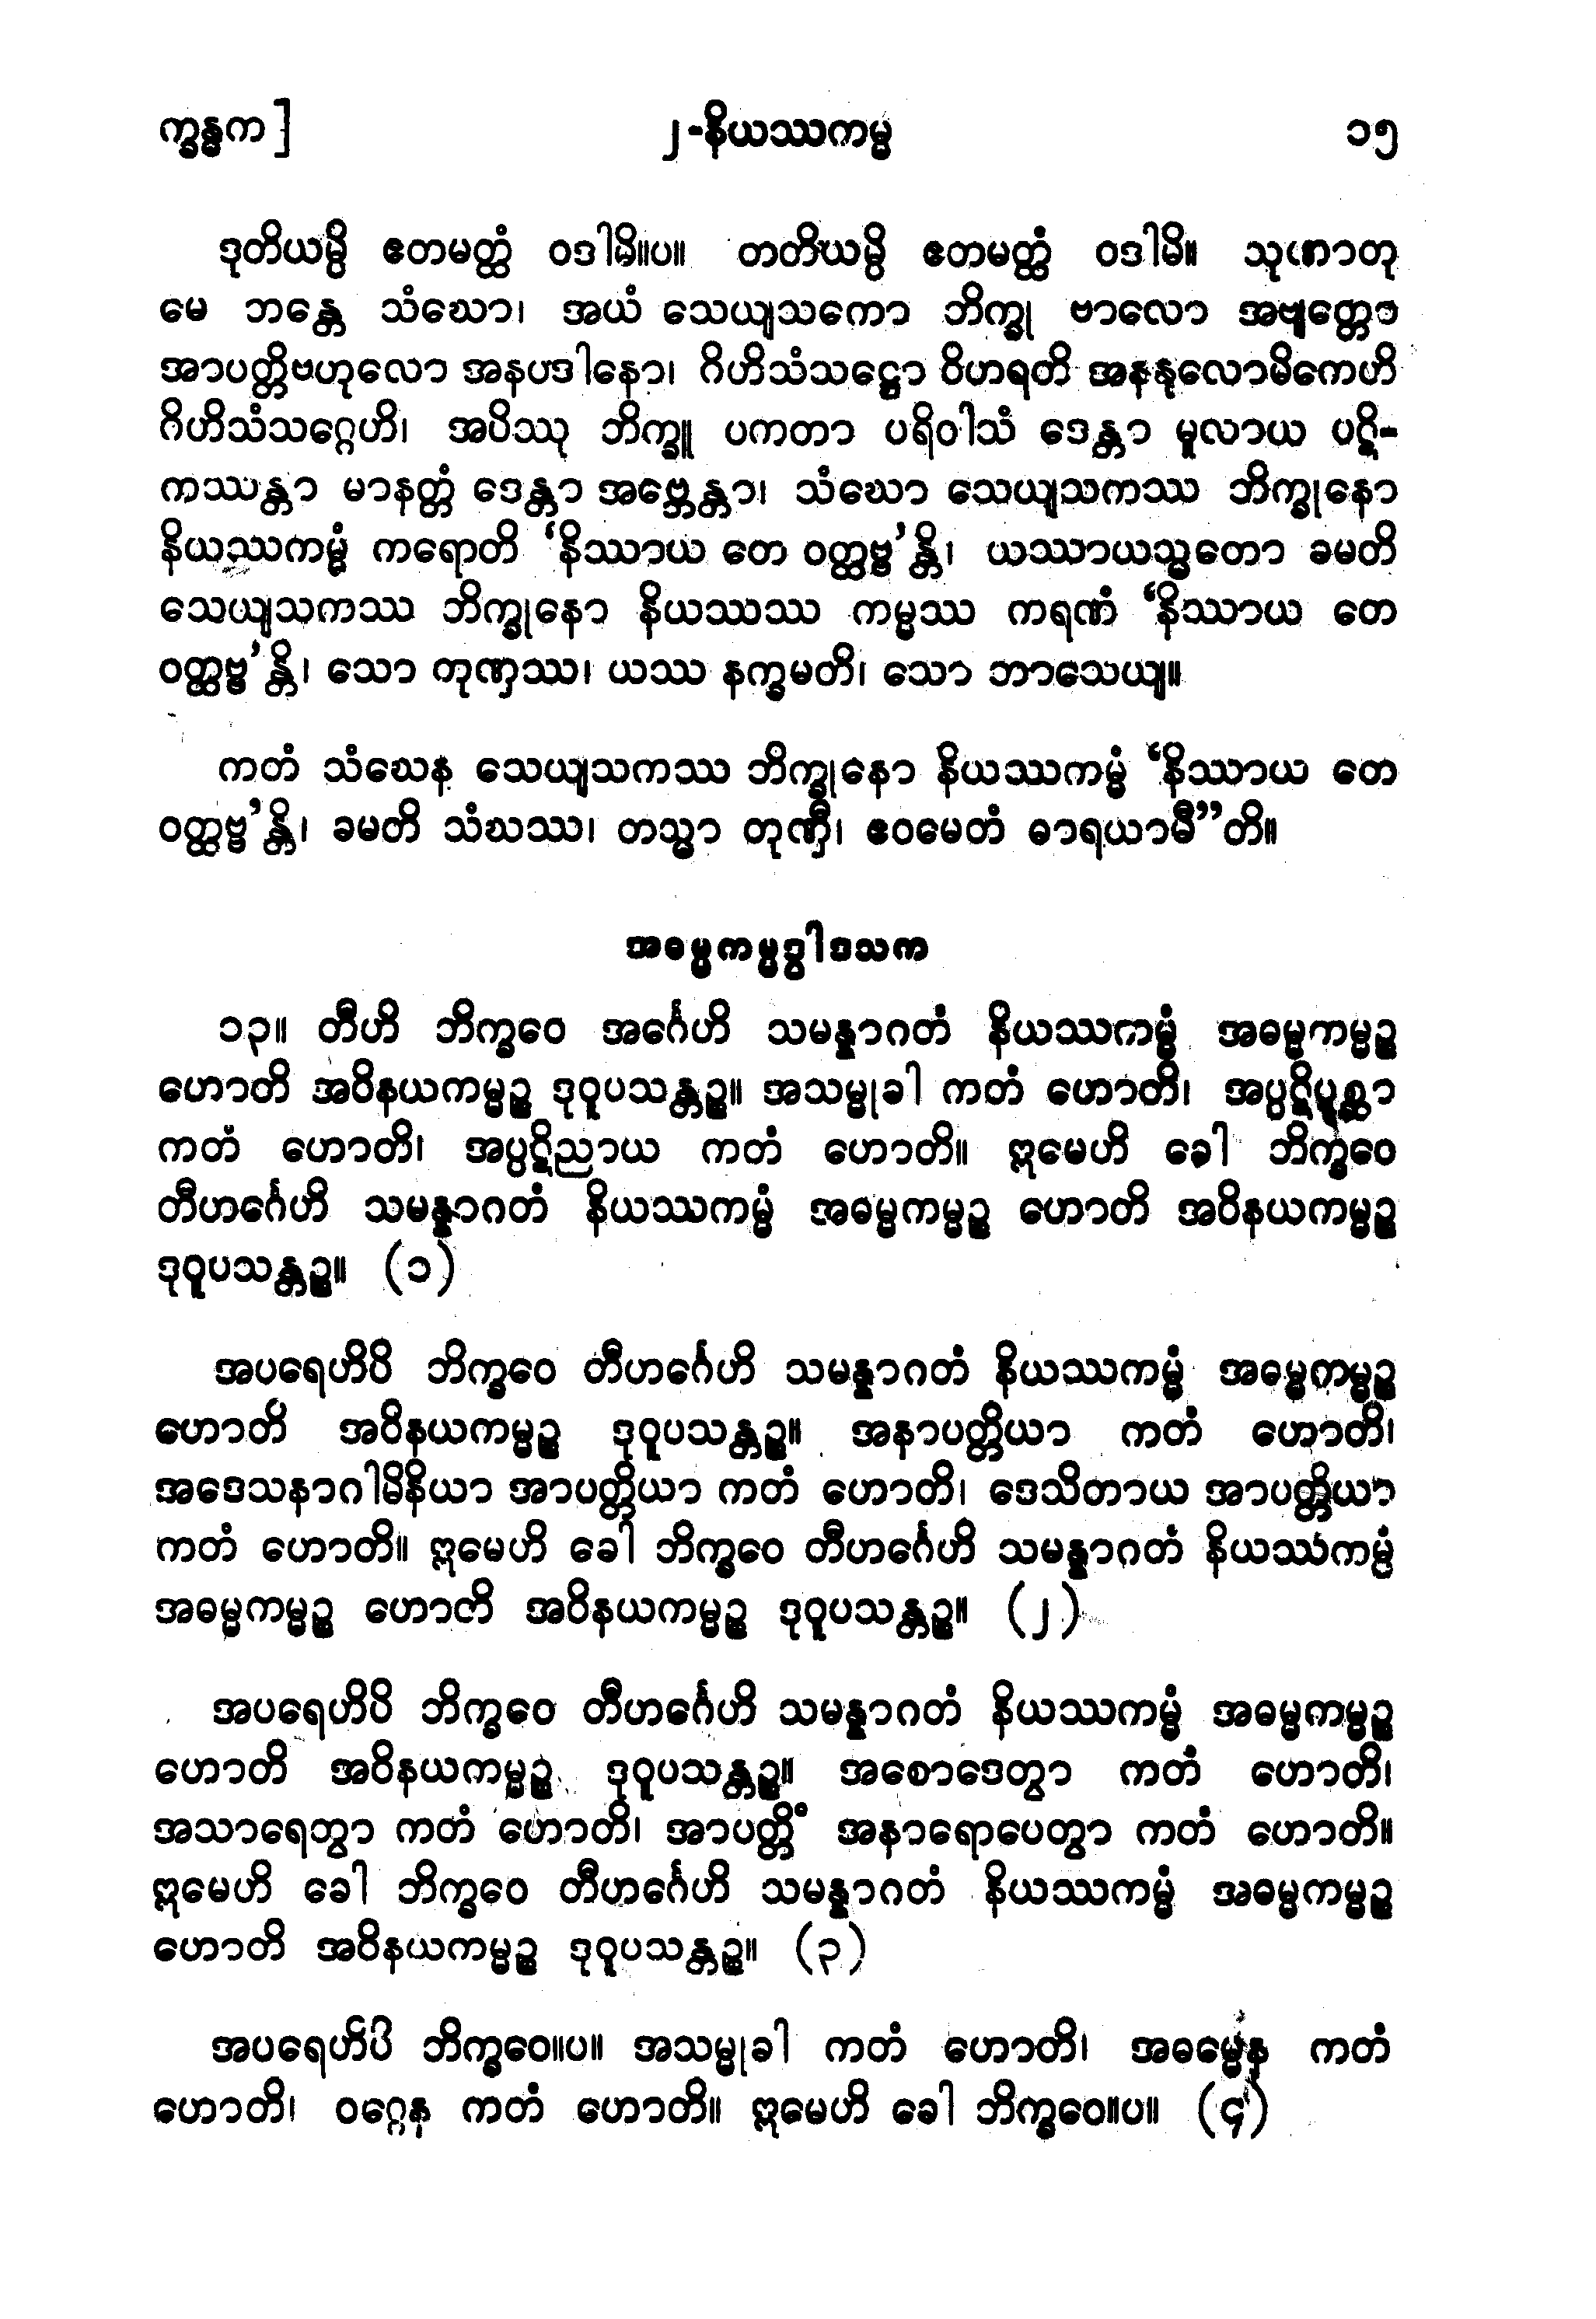 က္ခန္ဓက]
၂-နိယဿကမ္မ
၁၅
ဒုတိယမ္ပိ ဧတမတ္ထံ ဝဒါမိ။ပ။ တတိယမ္ပိ ဧတမတ္ထံ ဝဒါမိ။ သုဏာတု
မေ ဘန္တေ သံဃော၊ အယံ သေယျသကော ဘိက္ခု ဗာလော အဗျတ္တော
အာပတ္တိဗဟုလော အနပဒါနော၊ ဂိဟိသံသဋ္ဌော ဝိဟရတိ အနနုလောမိကေဟိ
ဂိဟိသံသဂ္ဂေဟိ၊ အပိဿု ဘိက္ခူ ပကတာ ပရိဝါသံ ဒေန္တာ မူလာယ ပဋိ-
ကဿန္တာ မာနတ္တံ ဒေန္တာ အဗ္ဘေန္တာ၊ သံဃော သေယျသကဿ ဘိက္ခုနော
နိယဿကမ္မံ ကရောတိ ‘နိဿာယ တေ ဝတ္ထဗ္ဗ’န္တိ၊ ယဿာယသ္မတော ခမတိ
သေယျသကဿ ဘိက္ခုနော နိယဿဿ ကမ္မဿ ကရဏံ ‘နိဿာယ တေ
ဝတ္ထဗ္ဗ’န္တိ၊ သော တုဏှဿ၊ ယဿ နက္ခမတိ၊ သော ဘာသေယျ။
ကတံ သံဃေန သေယျသကဿ ဘိက္ခုနော နိယဿကမ္မံ ‘နိဿာယ တေ
ဝတ္ထဗ္ဗ’န္တိ၊ ခမတိ သံဃဿ၊ တသ္မာ တုဏှီ၊ ဧဝမေတံ ဓာရယာမီ”တိ။
အဓမ္မကမ္မဒွါဒသက
၁၃။ တီဟိ ဘိက္ခဝေ အင်္ဂေဟိ သမန္နာဂတံ နိယဿကမ္မံ အဓမ္မကမ္မဉ္စ
ဟောတိ အဝိနယကမ္မဉ္စ ဒုဝူပသန္တဉ္စ။ အသမ္မုခါ ကတံ ဟောတိ၊ အပ္ပဋိပုစ္ဆာ
ကတံ ဟောတိ၊ အပ္ပဋိညာယ ကတံ ဟောတိ။ ဣမေဟိ ခေါ ဘိက္ခဝေ
တီဟင်္ဂေဟိ သမန္နာဂတံ နိယဿကမ္မံ အဓမ္မကမ္မဉ္စ ဟောတိ အဝိနယကမ္မဉ္စ
ဒုဝူပသန္တဉ္စ။ (၁)
အပရေဟိပိ ဘိက္ခဝေ တီဟင်္ဂေဟိ သမန္နာဂတံ နိယဿကမ္မံ အဓမ္မကမ္မဉ္စ
ဟောတိ အဝိနယကမ္မဉ္စ ဒုဝူပသန္တဉ္စ။ အနာပတ္တိယာ ကတံ ဟောတိ၊
အဒေသနာဂါမိနိယာ အာပတ္တိယာ ကတံ ဟောတိ၊ ဒေသိတာယ အာပတ္တိယာ
ကတံ ဟောတိ။ ဣမေဟိ ခေါ ဘိက္ခဝေ တီဟင်္ဂေဟိ သမန္နာဂတံ နိယဿကမ္မံ
အဓမ္မကမ္မဉ္စ ဟောတိ အဝိနယကမ္မဉ္စ ဒုဝူပသန္တဉ္စ။ (၂)
အပရေဟိပိ ဘိက္ခဝေ တီဟင်္ဂေဟိ သမန္နာဂတံ နိယဿကမ္မံ အဓမ္မကမ္မဉ္စ
ဟောတိ အဝိနယကမ္မဉ္စ ဒုဝူပသန္တဉ္စ။ အစောဒေတွာ ကတံ ဟောတိ၊
အသာရေတွာ ကတံ ဟောတိ၊ အာပတ္တိံ အနာရောပေတွာ ကတံ ဟောတိ။
ဣမေဟိ ခေါ ဘိက္ခဝေ တီဟင်္ဂေဟိ သမန္နာဂတံ နိယဿကမ္မံ အဓမ္မကမ္မဉ္စ
ဟောတိ အဝိနယကမ္မဉ္စ ဒုဝူပသန္တဉ္စ။ (၃)
အပရေဟိပိ ဘိက္ခဝေ။ပ။ အသမ္မုခါ ကတံ ဟောတိ၊ အဓမ္မေန ကတံ
ဟောတိ၊ ဝဂ္ဂေန ကတံ ဟောတိ။ ဣမေဟိ ခေါ ဘိက္ခဝေ။ပ။ (၄)